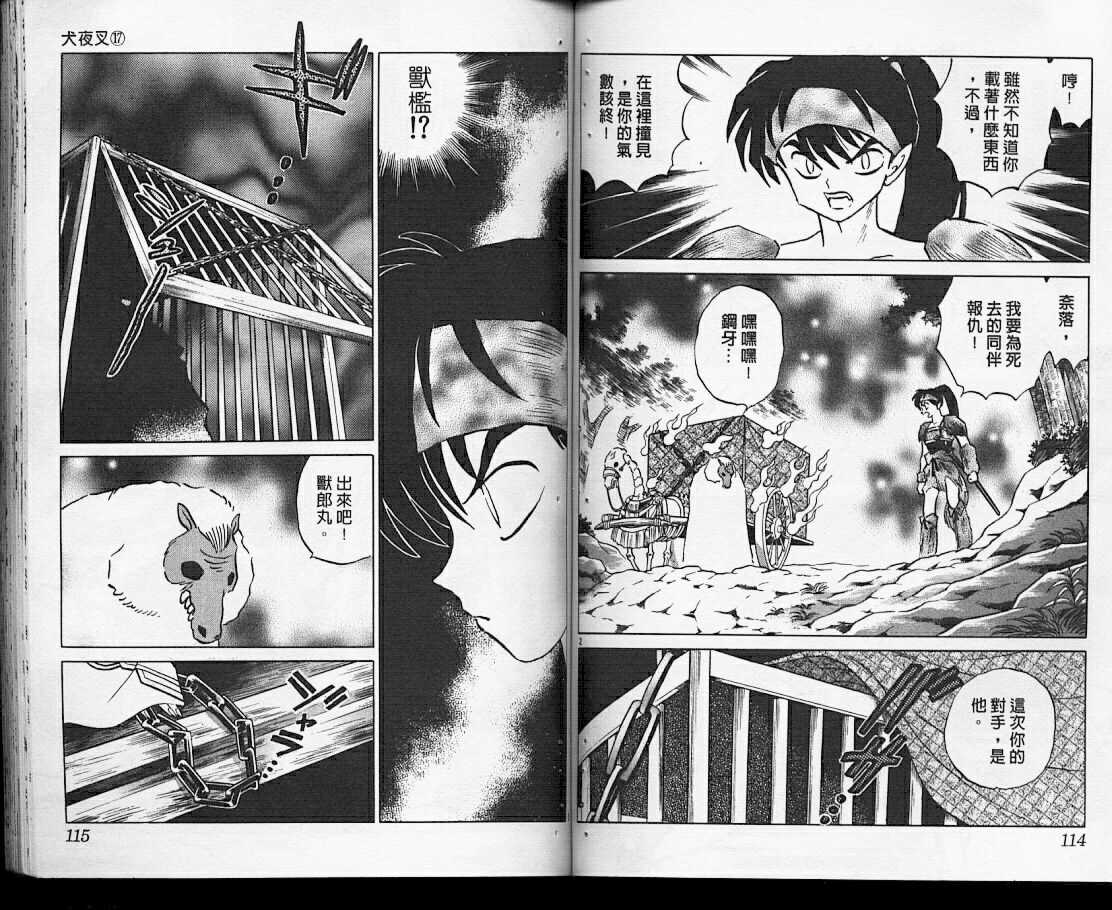 哼！
雖然不知道你
載著什麼東西
，不過，
在這裡撞見
，是你的氣
數該終！
奈落，
我要為死
去的同伴
報仇！
嘿嘿嘿！
鋼牙…
這次你的
對手，是
他。
114
犬夜叉⑰
獸檻!?
出來吧！
獸郎丸。
ジャラ
115